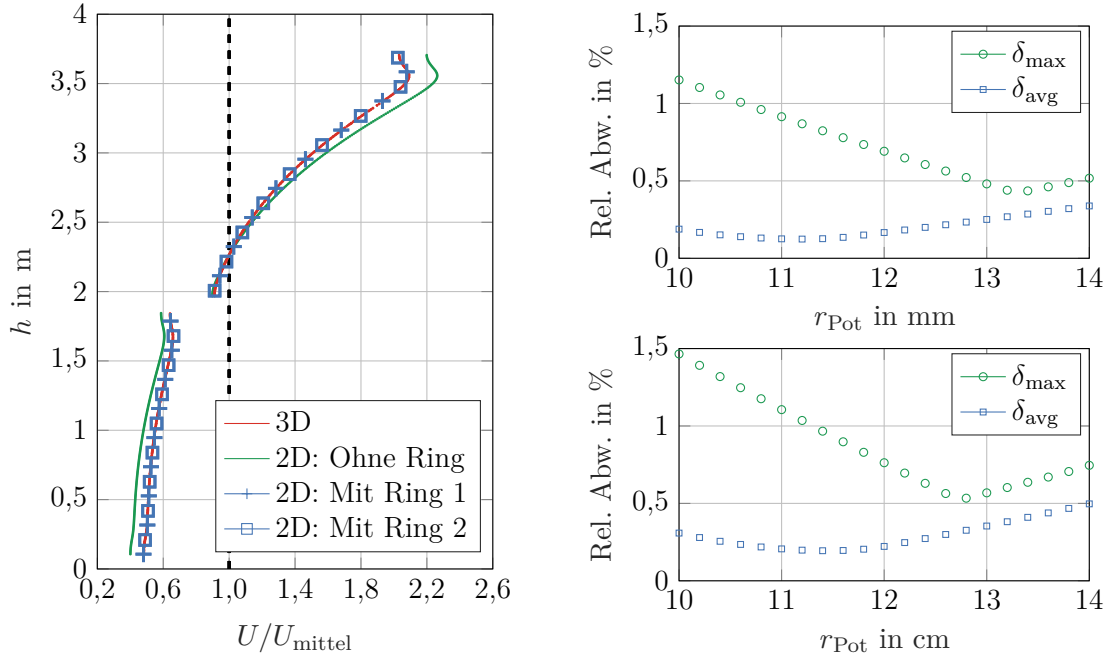 4
3,5
3
2,5
2
1,5
1
0,5
0
0,2
0,6
1,0
1,4
1,8
2,2
2,6
h in m
U/U_mittel
3D
2D: Ohne Ring
2D: Mit Ring 1
2D: Mit Ring 2
1,5
1
0,5
0
10
11
12
13
14
Rel. Abw. in %
r_Pot in mm
δ_max
δ_avg
1,5
1
0,5
0
10
11
12
13
14
Rel. Abw. in %
r_Pot in cm
δ_max
δ_avg